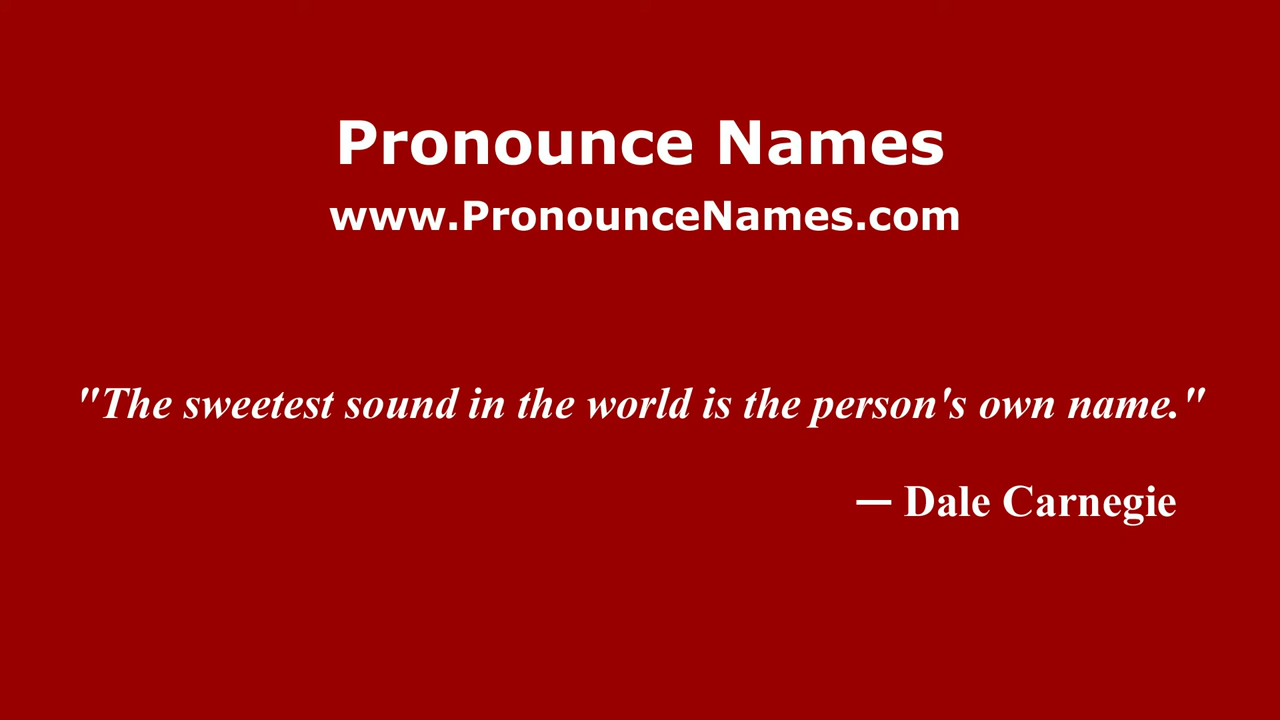 Pronounce Names
www.PronounceNames.com
"The sweetest sound in the world is the person's own name."
— Dale Carnegie